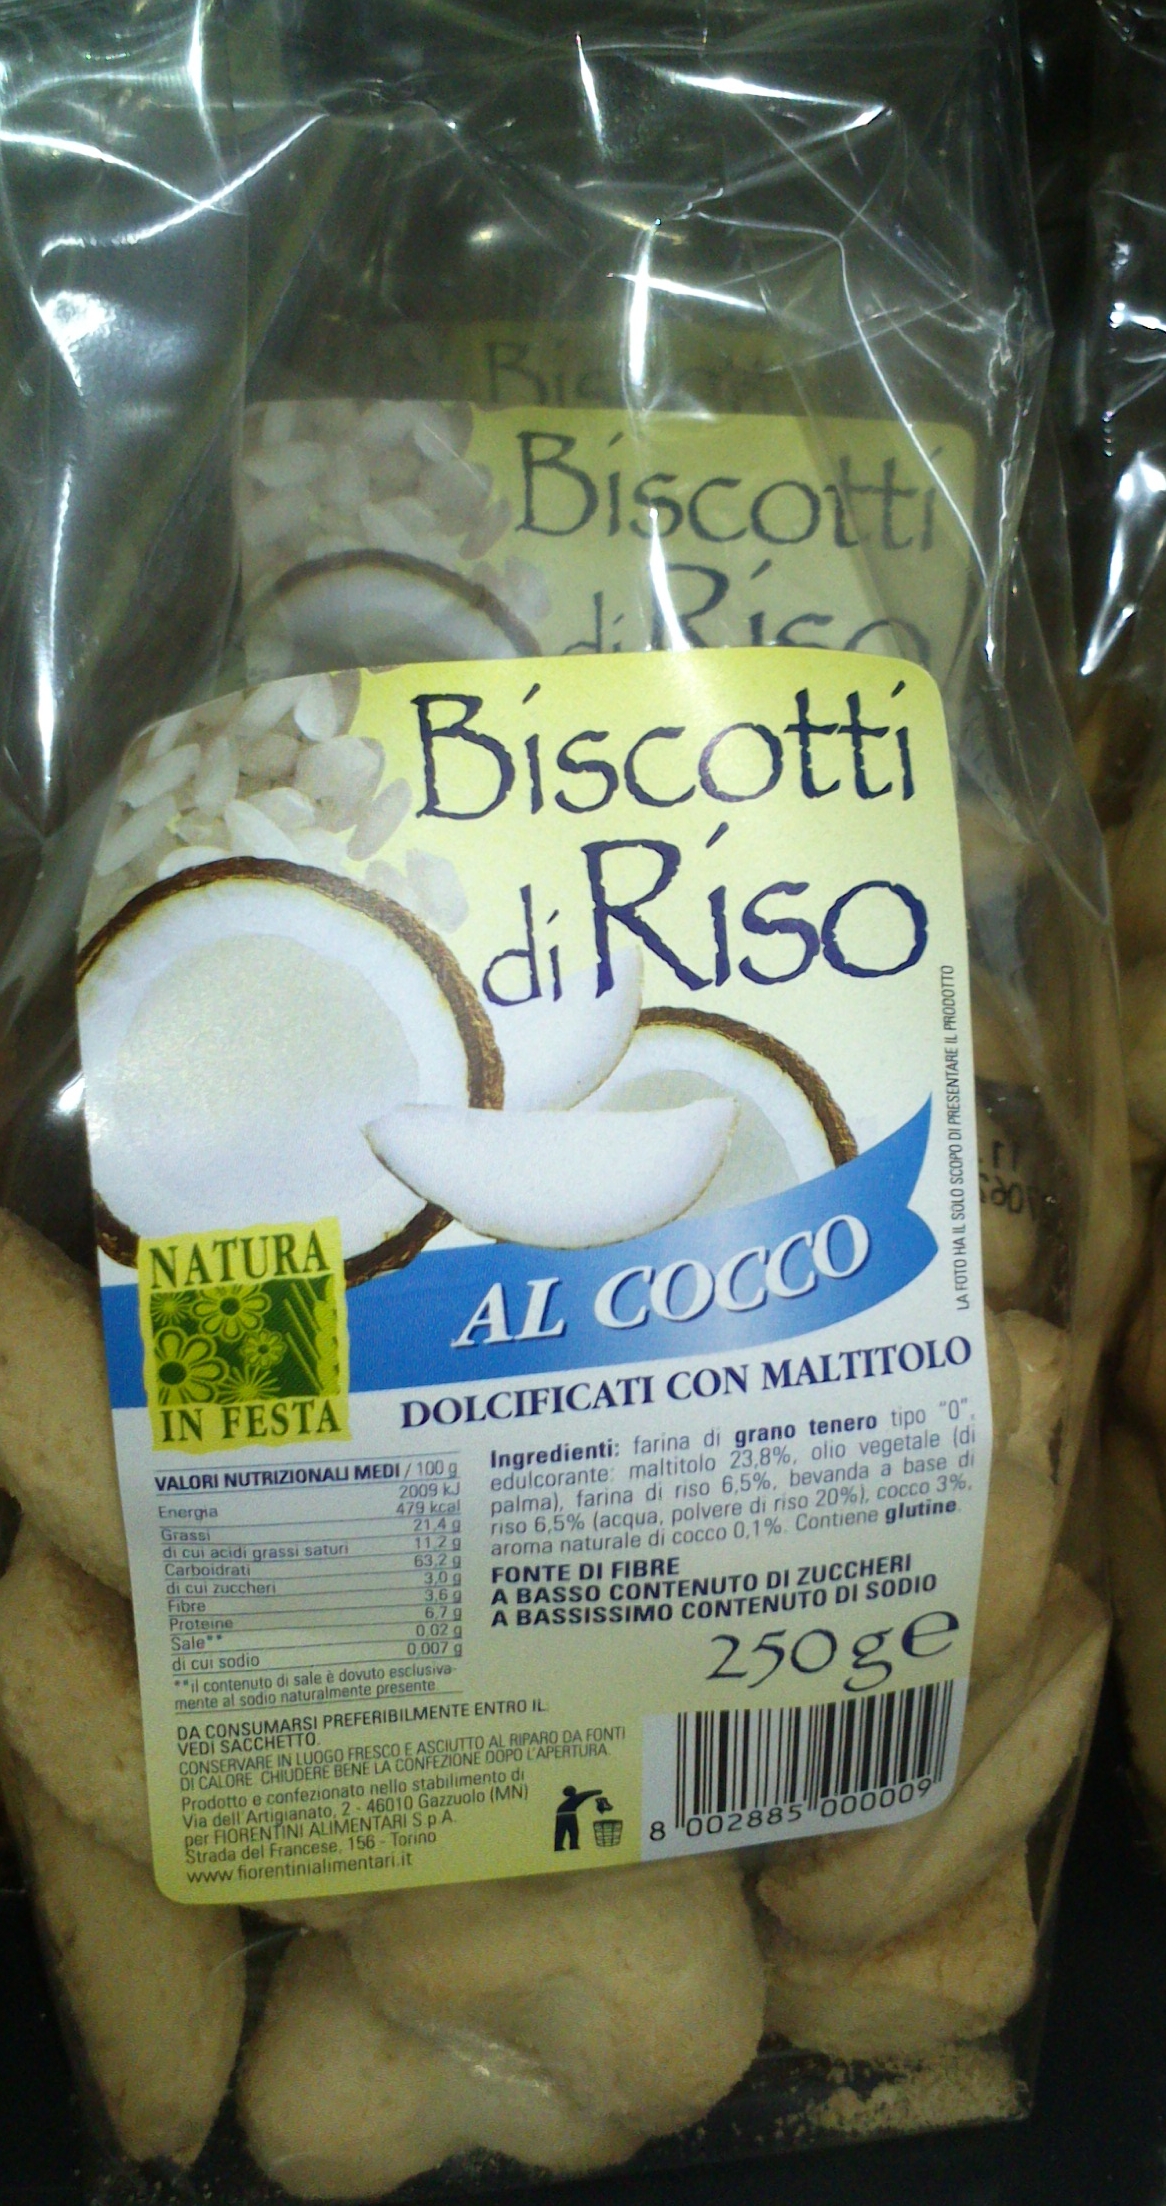 Biscotti
di Riso
Biscotti
di Riso
LA FOTO HA IL SOLO SCOPO DI PRESENTARE IL PRODOTTO
NATURA
IN FESTA
AL COCCO
DOLCIFICATI CON MALTITOLO
VALORI NUTRIZIONALI MEDI / 100 g
Energia 2009 kJ
479 kcal
Grassi 21,4 g
di cui acidi grassi saturi 11,2 g
Carboidrati 63,2 g
di cui zuccheri 3,0 g
Fibre 3,6 g
Proteine 6,7 g
Sale** 0,02 g
di cui sodio 0,007 g
**il contenuto di sale è dovuto esclusiva-
mente al sodio naturalmente presente.
Ingredienti: farina di grano tenero tipo "0",
edulcorante: maltitolo 23,8%, olio vegetale (di
palma), farina di riso 6,5%, bevanda a base di
riso 6,5% (acqua, polvere di riso 20%), cocco 3%,
aroma naturale di cocco 0,1%. Contiene glutine.
FONTE DI FIBRE
A BASSO CONTENUTO DI ZUCCHERI
A BASSISSIMO CONTENUTO DI SODIO
250 g e
DA CONSUMARSI PREFERIBILMENTE ENTRO IL:
VEDI SACCHETTO.
CONSERVARE IN LUOGO FRESCO E ASCIUTTO AL RIPARO DA FONTI
DI CALORE. CHIUDERE BENE LA CONFEZIONE DOPO L'APERTURA.
Prodotto e confezionato nello stabilimento di
Via dell'Artigianato, 2 - 46010 Gazzuolo (MN)
per FIORENTINI ALIMENTARI S.p.A.
Strada del Francese, 156 - Torino
www.fiorentinialimentari.it
8 002885 000009